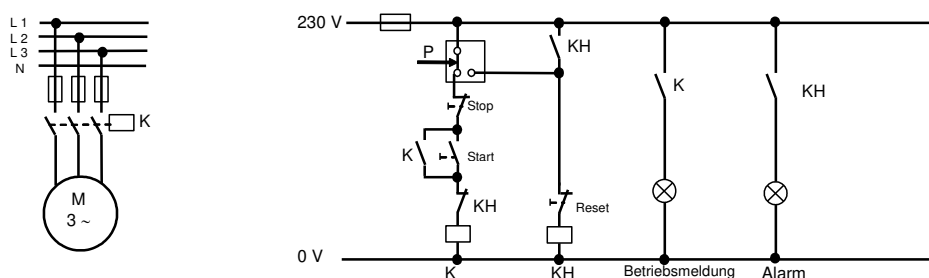 L 1
L 2
L 3
N
K
M
3 ~
230 V
P
KH
Stop
K
Start
KH
Reset
K
KH
0 V
K
KH
Betriebsmeldung
Alarm